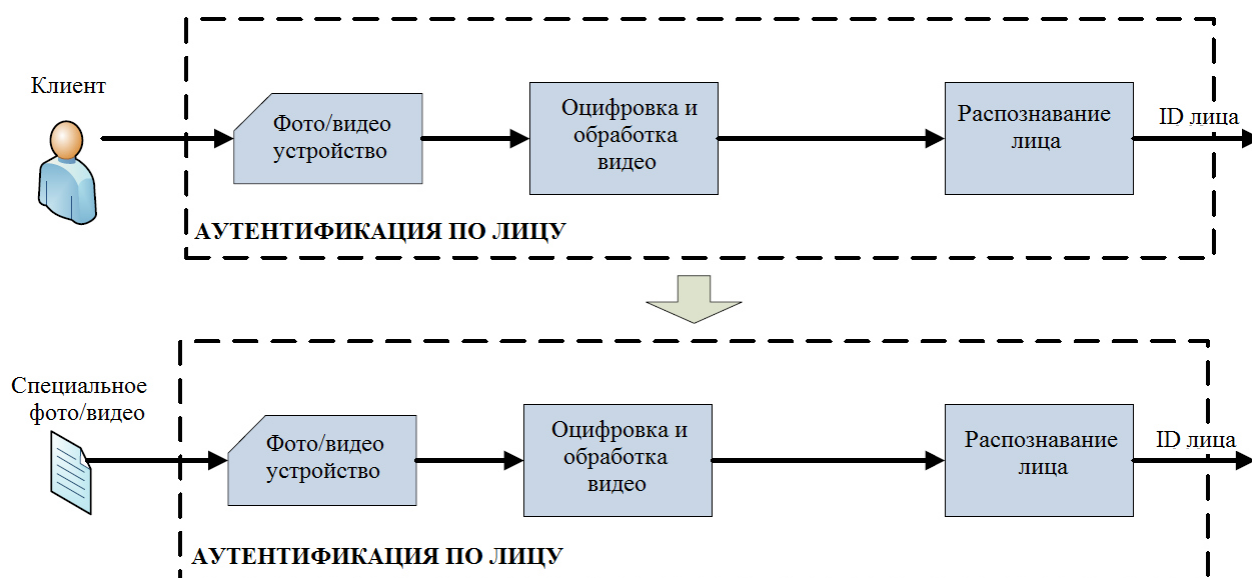 Клиент
Фото/видео
устройство
Оцифровка и
обработка
видео
Распознавание
лица
ID лица
АУТЕНТИФИКАЦИЯ ПО ЛИЦУ
Специальное
фото/видео
Фото/видео
устройство
Оцифровка и
обработка
видео
Распознавание
лица
ID лица
АУТЕНТИФИКАЦИЯ ПО ЛИЦУ